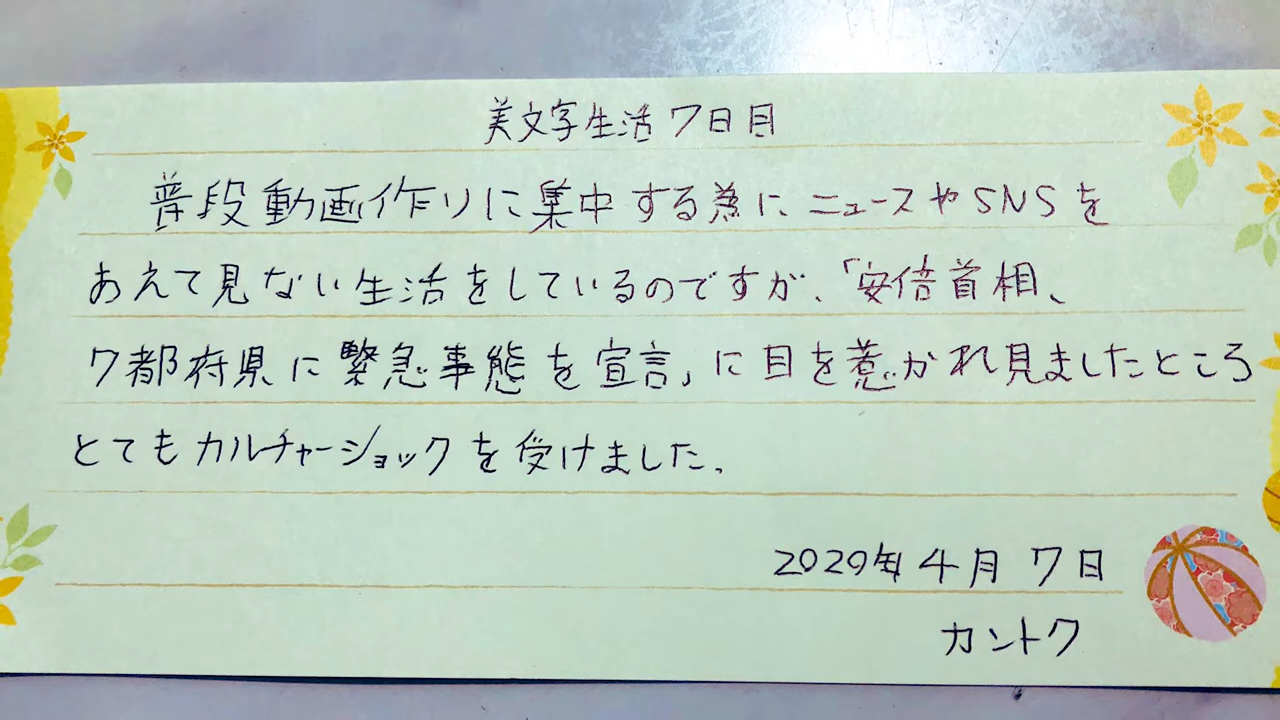 美文字生活7日目
普段動画作りに集中する為にニュースやSNSを
あえて見ない生活をしているのですが、「安倍首相、
7都府県に緊急事態を宣言」に目を惹かれ見ましたところ
とてもカルチャーショックを受けました。
2020年4月7日
カントク